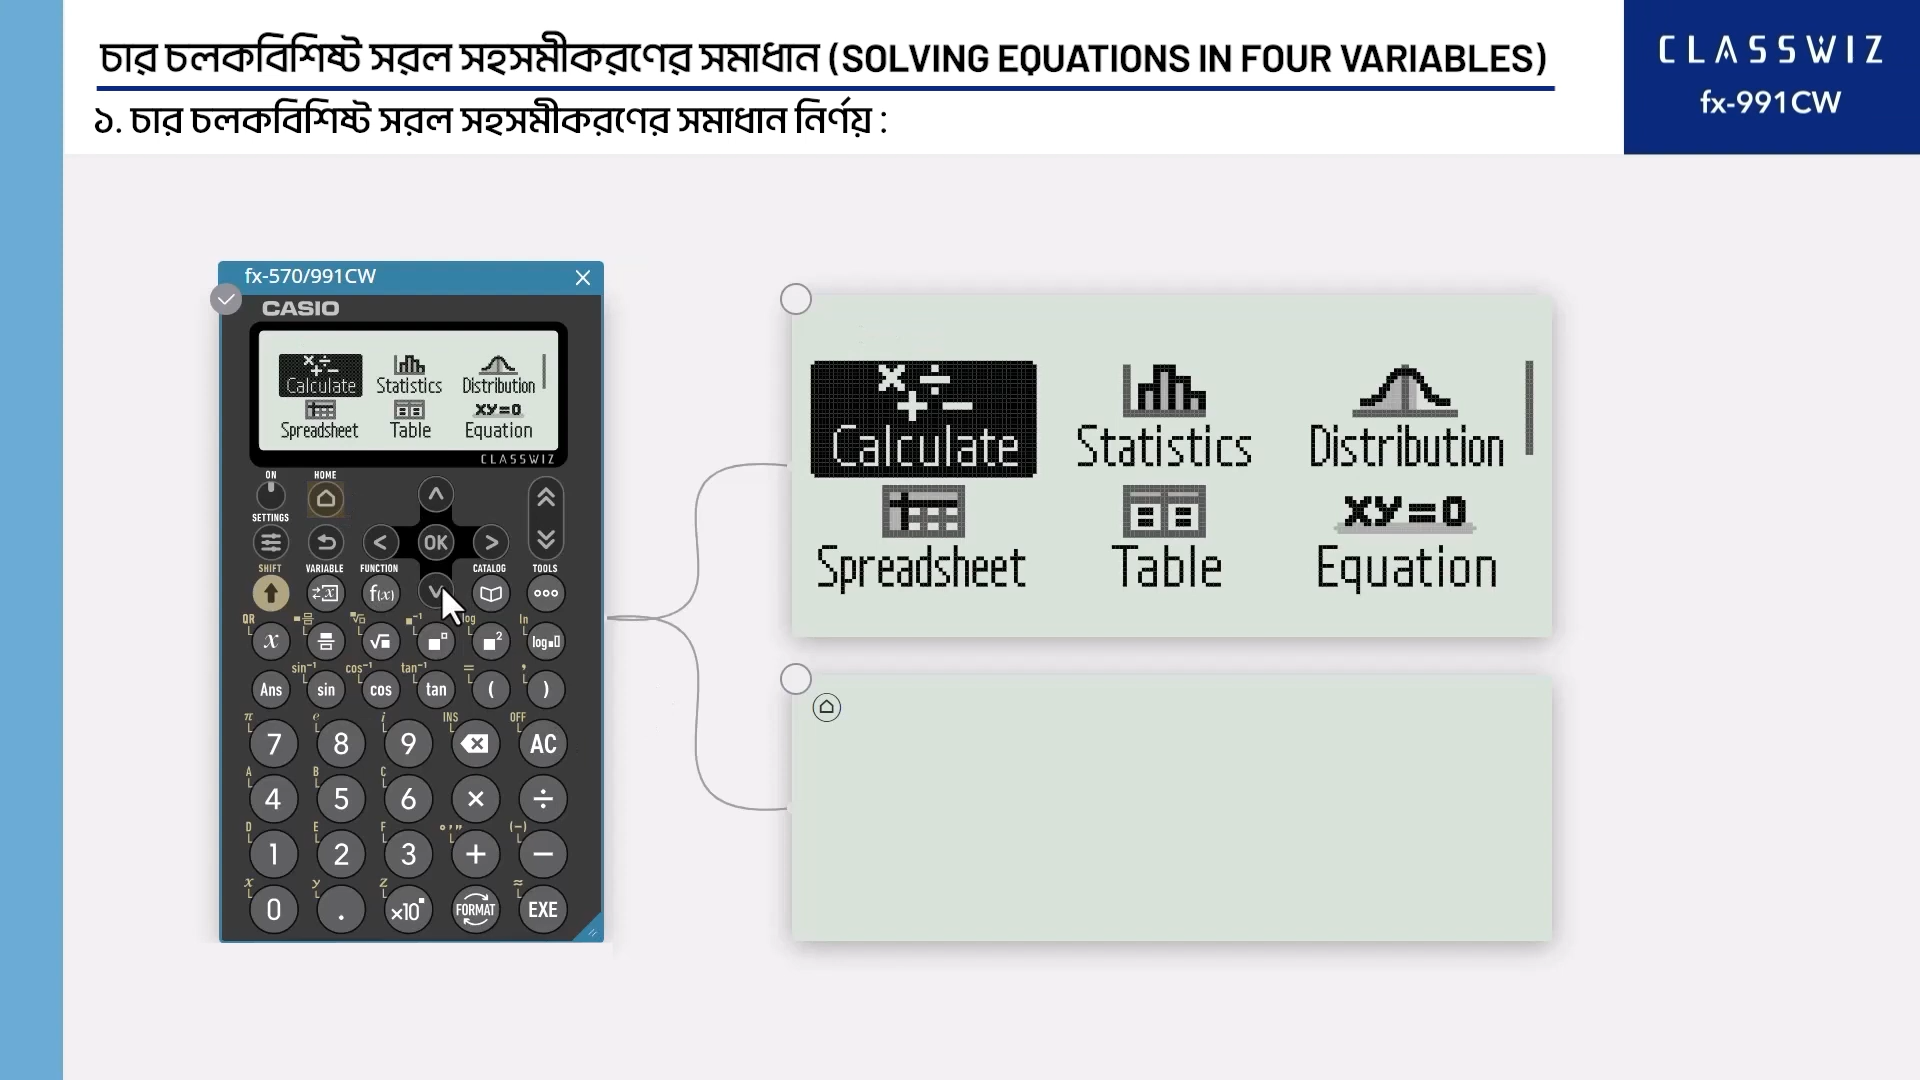 চার চলকবিশিষ্ট সরল সহসমীকরণের সমাধান (SOLVING EQUATIONS IN FOUR VARIABLES)
CLASSWIZ
fx-991CW
১. চার চলকবিশিষ্ট সরল সহসমীকরণের সমাধান নির্ণয় :
fx-570/991CW
CASIO
Calculate Statistics Distribution
Spreadsheet Table Equation
CLASSWIZ
ON HOME
SETTINGS
OK
SHIFT VARIABLE FUNCTION CATALOG TOOLS
x f(x)
QR log ln
x log
sin⁻¹ cos⁻¹ tan⁻¹ = ,
Ans sin cos tan ( )
π e i INS OFF
7 8 9 AC
A B C
4 5 6 × ÷
D E F ° ’ ” (−)
1 2 3 + −
x y z ≈
0 . ×10 FORMAT EXE
Calculate Statistics Distribution
xy=0
Spreadsheet Table Equation